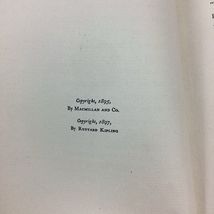 Copyright, 1895,
By Macmillan and Co.
Copyright, 1897,
By Rudyard Kipling